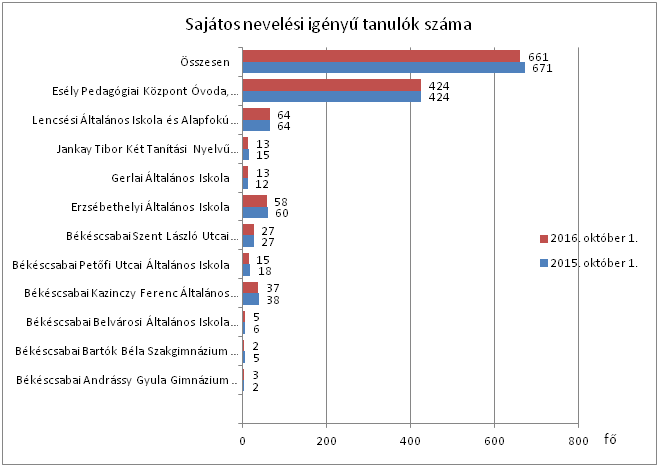 Sajátos nevelési igényű tanulók száma
Összesen 661
671
Esély Pedagógiai Központ Óvoda,... 424
424
Lencsési Általános Iskola és Alapfokú ... 64
64
Jankay Tibor Két Tanítási Nyelvű ... 13
15
Gerlai Általános Iskola 13
12
Erzsébethelyi Általános Iskola 58
60
Békéscsabai Szent László Utcai ... 27
27
Békéscsabai Petőfi Utcai Általános Iskola 15
18
Békéscsabai Kazinczy Ferenc Általános ... 37
38
Békéscsabai Belvárosi Általános Iskola ... 5
6
Békéscsabai Bartók Béla Szakgimnázium ... 2
5
Békéscsabai Andrássy Gyula Gimnázium .. 3
2
2016. október 1.
2015. október 1.
0 200 400 600 800 fő